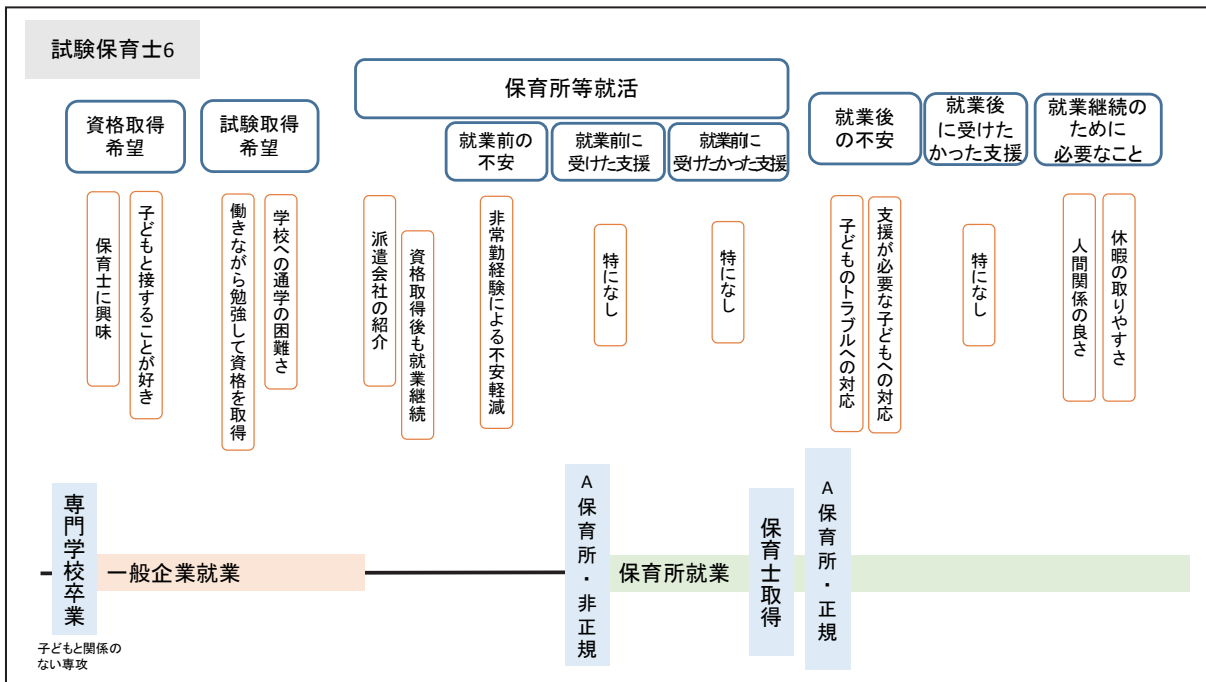 試験保育士6
保育所等就活
資格取得
希望
試験取得
希望
就業前の
不安
就業前に
受けた支援
就業前に
受けたかった支援
就業後
の不安
就業後
に受けた
かった支援
就業継続の
ために
必要なこと
保育士に興味
子どもと接することが好き
働きながら勉強して資格を取得
学校への通学の困難さ
派遣会社の紹介
資格取得後も就業継続
非常勤経験による不安軽減
特になし
特になし
子どものトラブルへの対応
支援が必要な子どもへの対応
特になし
人間関係の良さ
休暇の取りやすさ
専門学校卒業
一般企業就業
A保育所・非正規
保育所就業
保育士取得
A保育所・正規
子どもと関係の
ない専攻